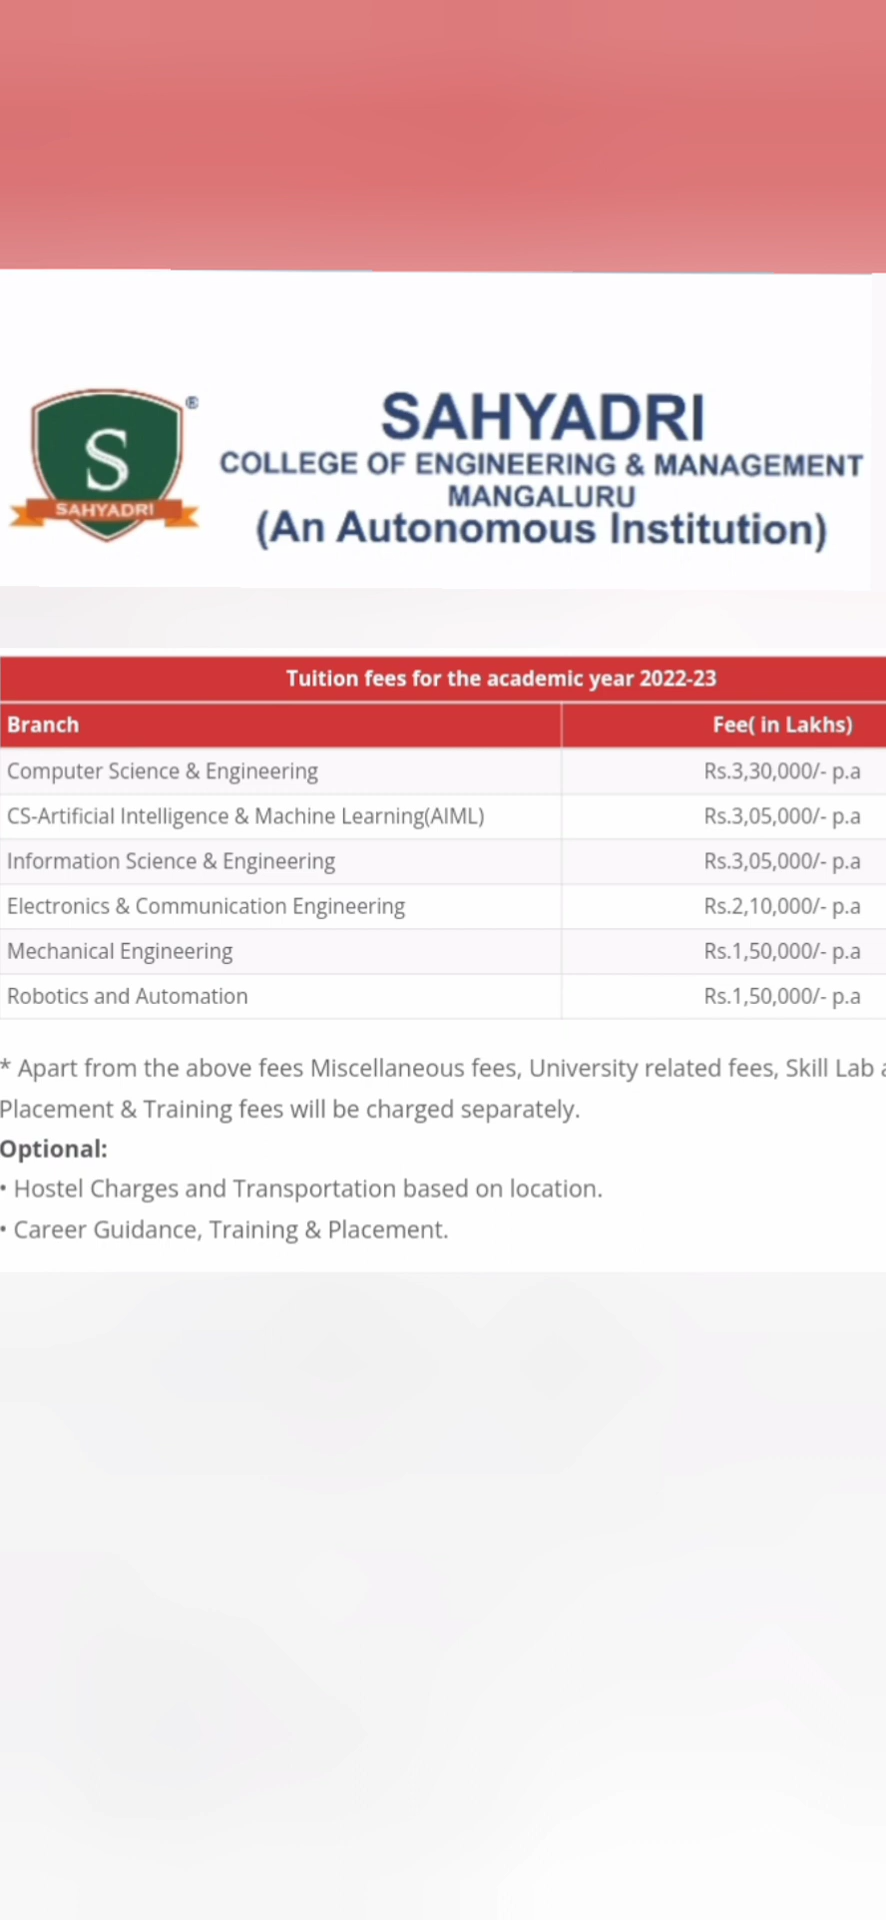 S
SAHYADRI
®
SAHYADRI
COLLEGE OF ENGINEERING & MANAGEMENT
MANGALURU
(An Autonomous Institution)
Tuition fees for the academic year 2022-23
Branch Fee( in Lakhs)
Computer Science & Engineering Rs.3,30,000/- p.a
CS-Artificial Intelligence & Machine Learning(AIML) Rs.3,05,000/- p.a
Information Science & Engineering Rs.3,05,000/- p.a
Electronics & Communication Engineering Rs.2,10,000/- p.a
Mechanical Engineering Rs.1,50,000/- p.a
Robotics and Automation Rs.1,50,000/- p.a
* Apart from the above fees Miscellaneous fees, University related fees, Skill Lab
Placement & Training fees will be charged separately.
Optional:
• Hostel Charges and Transportation based on location.
• Career Guidance, Training & Placement.